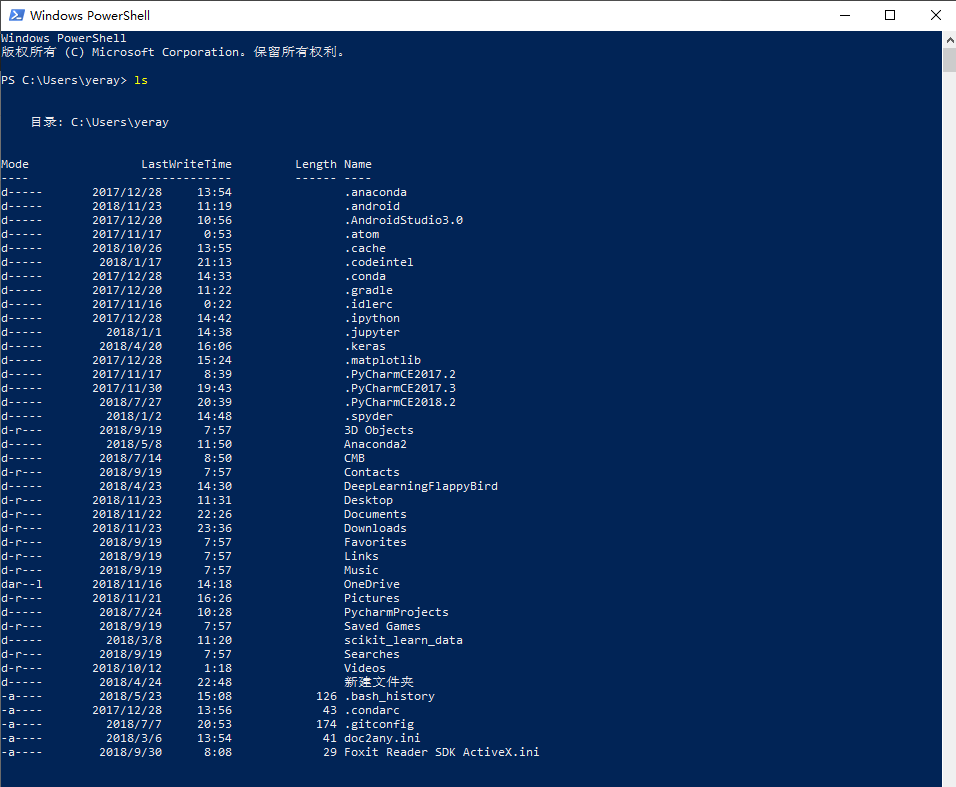 Windows PowerShell
Windows PowerShell
版权所有 (C) Microsoft Corporation。保留所有权利。
PS C:\Users\yeray> ls
目录: C:\Users\yeray
Mode LastWriteTime Length Name
---- ------------- ------ ----
d----- 2017/12/28 13:54 .anaconda
d----- 2018/11/23 11:19 .android
d----- 2017/12/20 10:56 .AndroidStudio3.0
d----- 2017/11/17 0:53 .atom
d----- 2018/10/26 13:55 .cache
d----- 2018/1/17 21:13 .codeintel
d----- 2017/12/28 14:33 .conda
d----- 2017/12/20 11:22 .gradle
d----- 2017/11/16 0:22 .idlerc
d----- 2017/12/28 14:42 .ipython
d----- 2018/1/1 14:38 .jupyter
d----- 2018/4/20 16:06 .keras
d----- 2017/12/28 15:24 .matplotlib
d----- 2017/11/17 8:39 .PyCharmCE2017.2
d----- 2017/11/30 19:43 .PyCharmCE2017.3
d----- 2018/7/27 20:39 .PyCharmCE2018.2
d----- 2018/1/2 14:48 .spyder
d-r--- 2018/9/19 7:57 3D Objects
d----- 2018/5/8 11:50 Anaconda2
d----- 2018/7/14 8:50 CMB
d-r--- 2018/9/19 7:57 Contacts
d----- 2018/4/23 14:30 DeepLearningFlappyBird
d-r--- 2018/11/23 11:31 Desktop
d-r--- 2018/11/22 22:26 Documents
d-r--- 2018/11/23 23:36 Downloads
d-r--- 2018/9/19 7:57 Favorites
d-r--- 2018/9/19 7:57 Links
d-r--- 2018/9/19 7:57 Music
dar--l 2018/11/16 14:18 OneDrive
d-r--- 2018/11/21 16:26 Pictures
d----- 2018/7/24 10:28 PycharmProjects
d-r--- 2018/9/19 7:57 Saved Games
d----- 2018/3/8 11:20 scikit_learn_data
d-r--- 2018/9/19 7:57 Searches
d-r--- 2018/10/12 1:18 Videos
d----- 2018/4/24 22:48 新建文件夹
-a---- 2018/5/23 15:08 126 .bash_history
-a---- 2017/12/28 13:56 43 .condarc
-a---- 2018/7/7 20:53 174 .gitconfig
-a---- 2018/3/6 13:54 41 doc2any.ini
-a---- 2018/9/30 8:08 29 Foxit Reader SDK ActiveX.ini